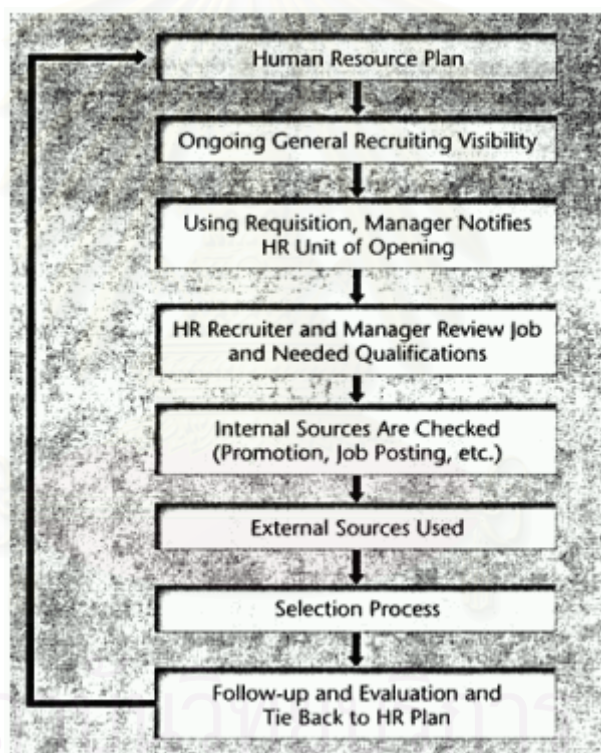 Human Resource Plan
Ongoing General Recruiting Visibility
Using Requisition, Manager Notifies
HR Unit of Opening
HR Recruiter and Manager Review Job
and Needed Qualifications
Internal Sources Are Checked
(Promotion, Job Posting, etc.)
External Sources Used
Selection Process
Follow-up and Evaluation and
Tie Back to HR Plan